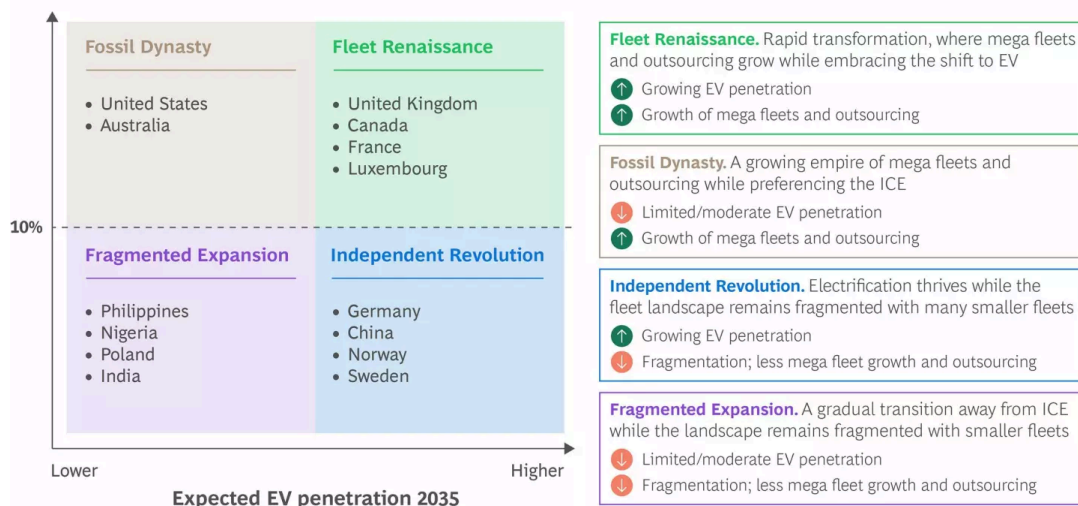 Fossil Dynasty
• United States
• Australia
Fleet Renaissance
• United Kingdom
• Canada
• France
• Luxembourg
10%
Fragmented Expansion
• Philippines
• Nigeria
• Poland
• India
Independent Revolution
• Germany
• China
• Norway
• Sweden
Lower
Higher
Expected EV penetration 2035
Fleet Renaissance. Rapid transformation, where mega fleets
and outsourcing grow while embracing the shift to EV
↑ Growing EV penetration
↑ Growth of mega fleets and outsourcing
Fossil Dynasty. A growing empire of mega fleets and
outsourcing while preferencing the ICE
↓ Limited/moderate EV penetration
↑ Growth of mega fleets and outsourcing
Independent Revolution. Electrification thrives while the
fleet landscape remains fragmented with many smaller fleets
↑ Growing EV penetration
↓ Fragmentation; less mega fleet growth and outsourcing
Fragmented Expansion. A gradual transition away from ICE
while the landscape remains fragmented with smaller fleets
↓ Limited/moderate EV penetration
↓ Fragmentation; less mega fleet growth and outsourcing